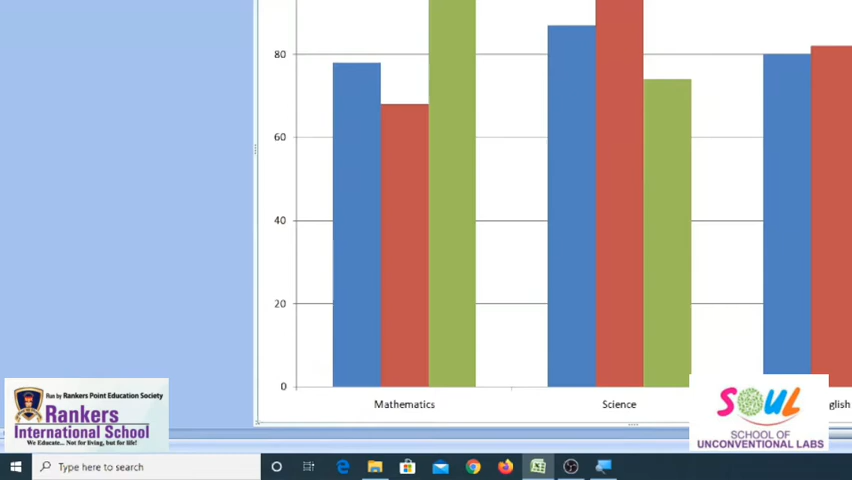 80
60
40
20
0
Mathematics
Science
glish
Run by Rankers Point Education Society
Rankers
International School
We Educate... Not for living, but for life!
SOUL
SCHOOL OF
UNCONVENTIONAL LABS
Type here to search